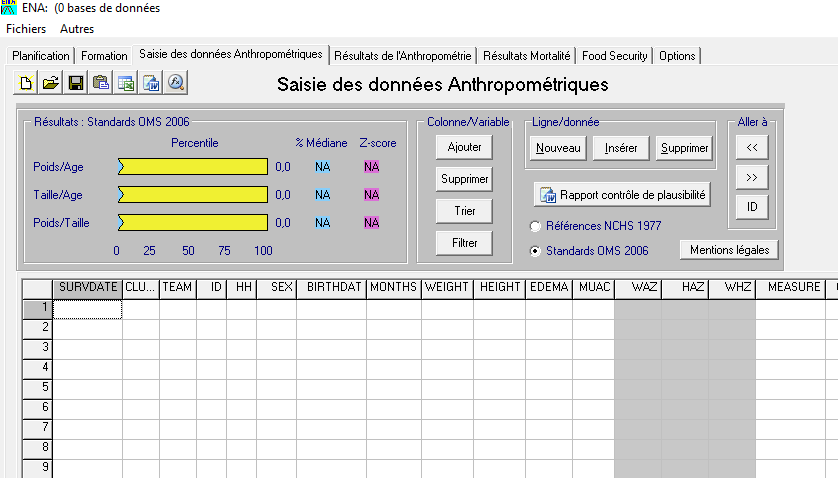 ENA: (0 bases de données
Fichiers Autres
Planification Formation Saisie des données Anthropométriques Résultats de l'Anthropométrie Résultats Mortalité Food Security Options
Saisie des données Anthropométriques
Résultats : Standards OMS 2006
Percentile % Médiane Z-score
Poids/Age 0,0 NA NA
Taille/Age 0,0 NA NA
Poids/Taille 0,0 NA NA
0 25 50 75 100
Colonne/Variable
Ajouter
Supprimer
Trier
Filtrer
Ligne/donnée
Nouveau Insérer Supprimer
Rapport contrôle de plausibilité
Références NCHS 1977
Standards OMS 2006
Mentions légales
Aller à
<<
>>
ID
SURVDATE CLU... TEAM ID HH SEX BIRTHDAT MONTHS WEIGHT HEIGHT EDEMA MUAC WAZ HAZ WHZ MEASURE
1
2
3
4
5
6
7
8
9